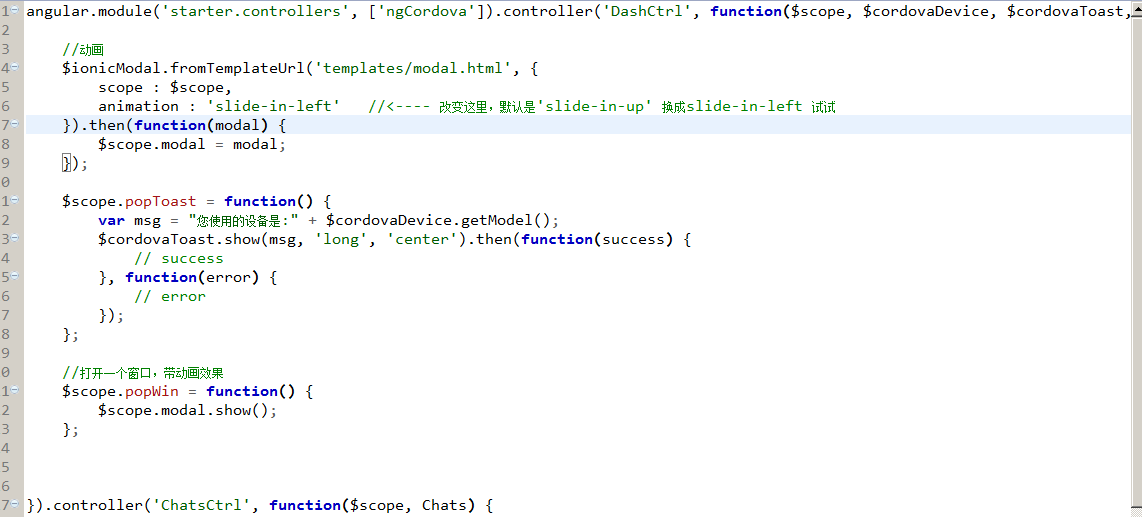 1 angular.module('starter.controllers', ['ngCordova']).controller('DashCtrl', function($scope, $cordovaDevice, $cordovaToast,
2
3 //动画
4 $ionicModal.fromTemplateUrl('templates/modal.html', {
5 scope : $scope,
6 animation : 'slide-in-left' //<---- 改变这里，默认是'slide-in-up' 换成slide-in-left 试试
7 }).then(function(modal) {
8 $scope.modal = modal;
9 });
0
1 $scope.popToast = function() {
2 var msg = "您使用的设备是:" + $cordovaDevice.getModel();
3 $cordovaToast.show(msg, 'long', 'center').then(function(success) {
4 // success
5 }, function(error) {
6 // error
7 });
8 };
9
0 //打开一个窗口，带动画效果
1 $scope.popWin = function() {
2 $scope.modal.show();
3 };
4
5
6
7 }).controller('ChatsCtrl', function($scope, Chats) {